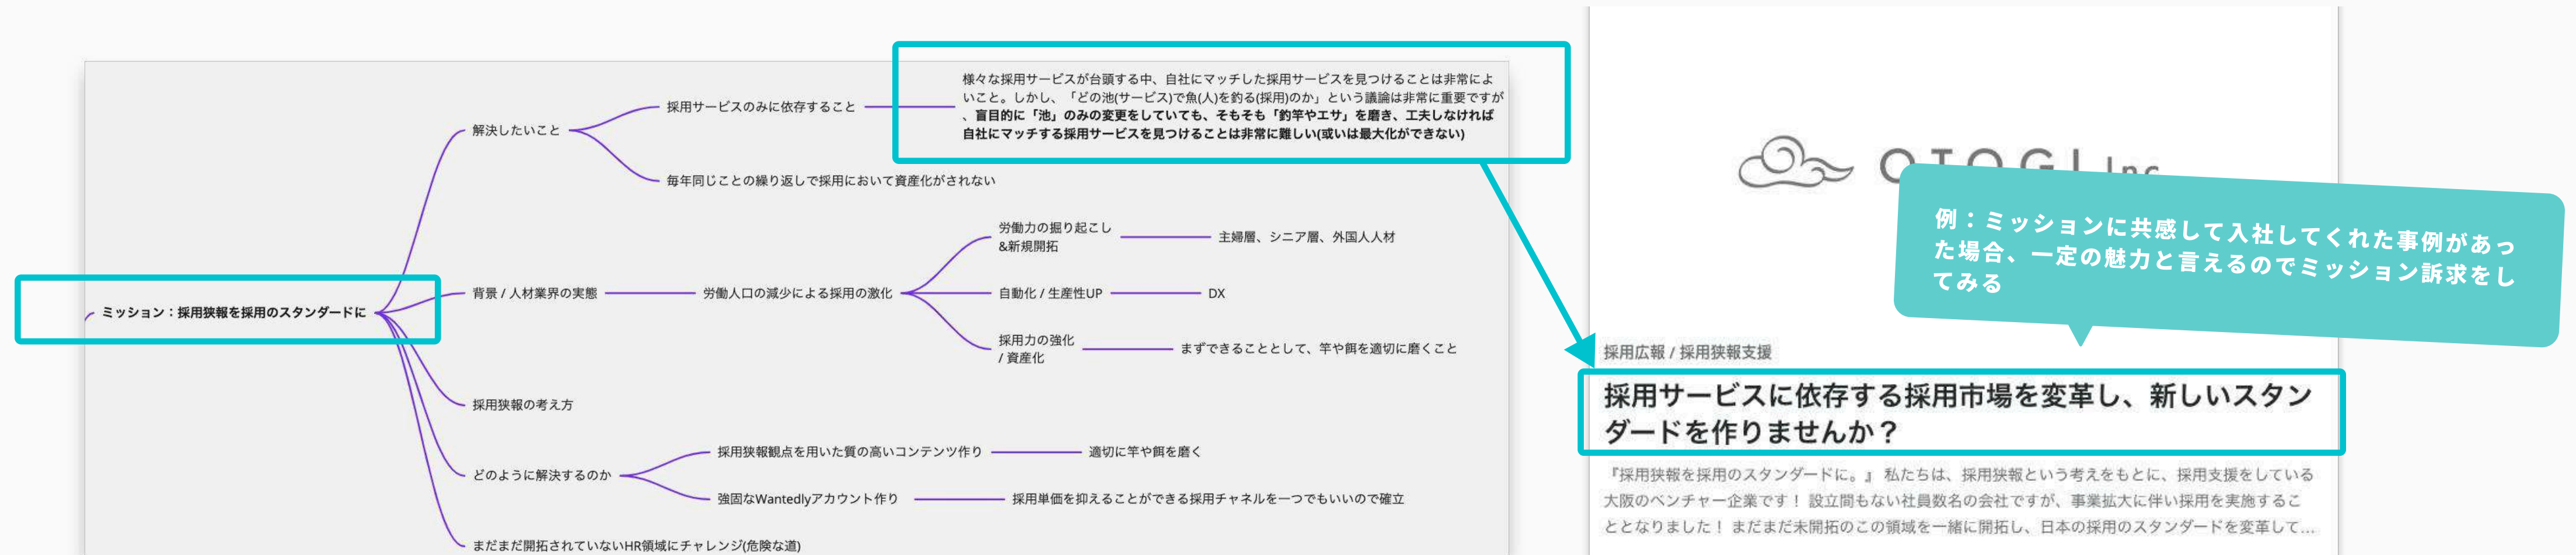 様々な採用サービスが台頭する中、自社にマッチした採用サービスを見つけることは非常によ
いこと。しかし、「どの池(サービス)で魚(人)を釣る(採用)のか」という議論は非常に重要ですが
、盲目的に「池」のみの変更をしていても、そもそも「釣竿やエサ」を磨き、工夫しなければ
自社にマッチする採用サービスを見つけることは非常に難しい(或いは最大化ができない)
採用サービスのみに依存すること
解決したいこと
毎年同じことの繰り返しで採用において資産化がされない
労働力の掘り起こし
&新規開拓
主婦層、シニア層、外国人人材
背景 / 人材業界の実態
労働人口の減少による採用の激化
自動化 / 生産性UP
DX
ミッション：採用狭報を採用のスタンダードに
採用力の強化
/ 資産化
まずできることとして、竿や餌を適切に磨くこと
採用狭報の考え方
採用狭報観点を用いた質の高いコンテンツ作り
適切に竿や餌を磨く
どのように解決するのか
強固なWantedlyアカウント作り
採用単価を抑えることができる採用チャネルを一つでもいいので確立
まだまだ開拓されていないHR領域にチャレンジ(危険な道)
OTOGI Inc
例：ミッションに共感して入社してくれた事例があっ
た場合、一定の魅力と言えるのでミッション訴求をし
てみる
採用広報 / 採用狭報支援
採用サービスに依存する採用市場を変革し、新しいスタン
ダードを作りませんか？
『採用狭報を採用のスタンダードに。』 私たちは、採用狭報という考えをもとに、採用支援をしている
大阪のベンチャー企業です！ 設立間もない社員数名の会社ですが、事業拡大に伴い採用を実施するこ
ととなりました！ まだまだ未開拓のこの領域を一緒に開拓し、日本の採用のスタンダードを変革して...